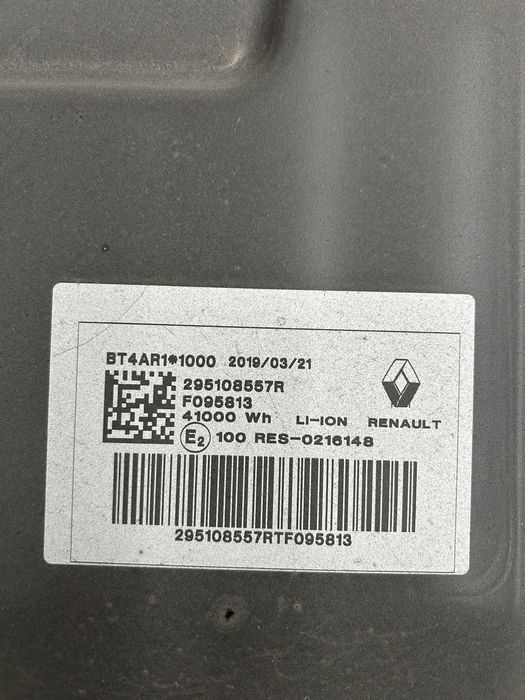 BT4AR1*1000 2019/03/21
295108557R
F095813
41000 Wh LI-ION RENAULT
E2 100 RES-0216148
295108557RTF095813